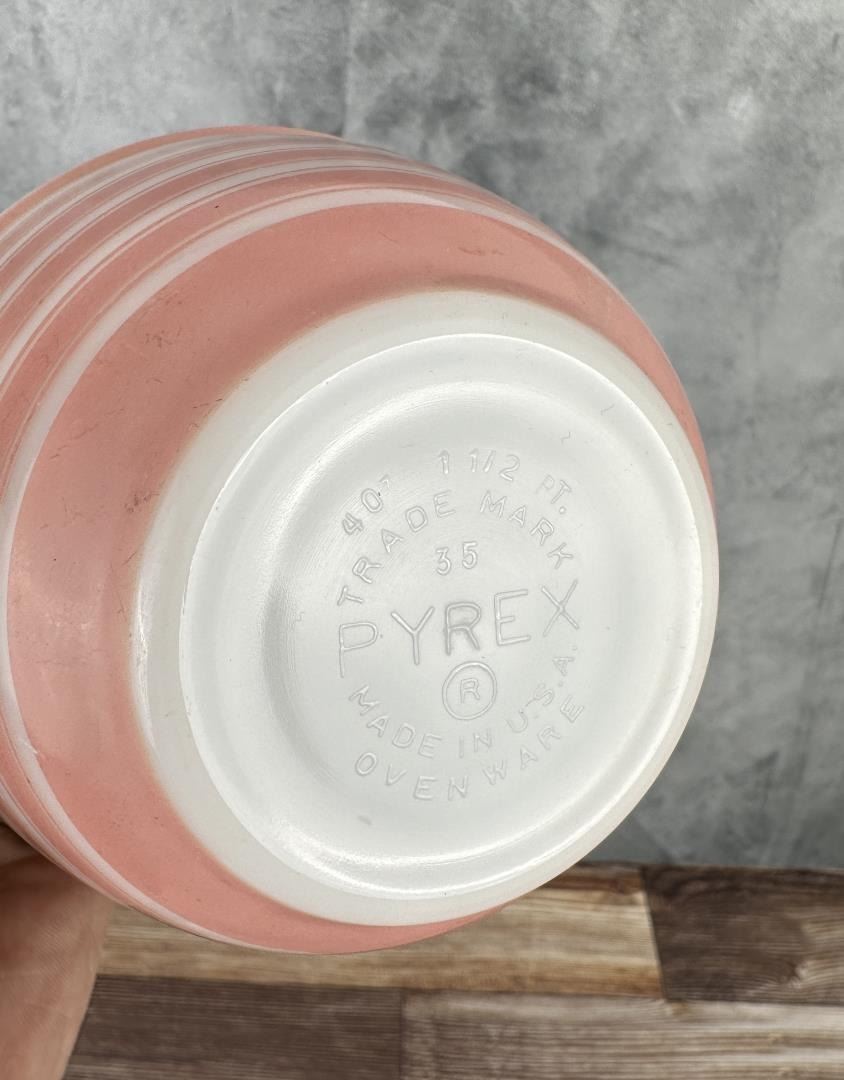 401 1 1/2 PT.
TRADE MARK
35
PYREX
®
MADE IN U.S.A.
OVENWARE